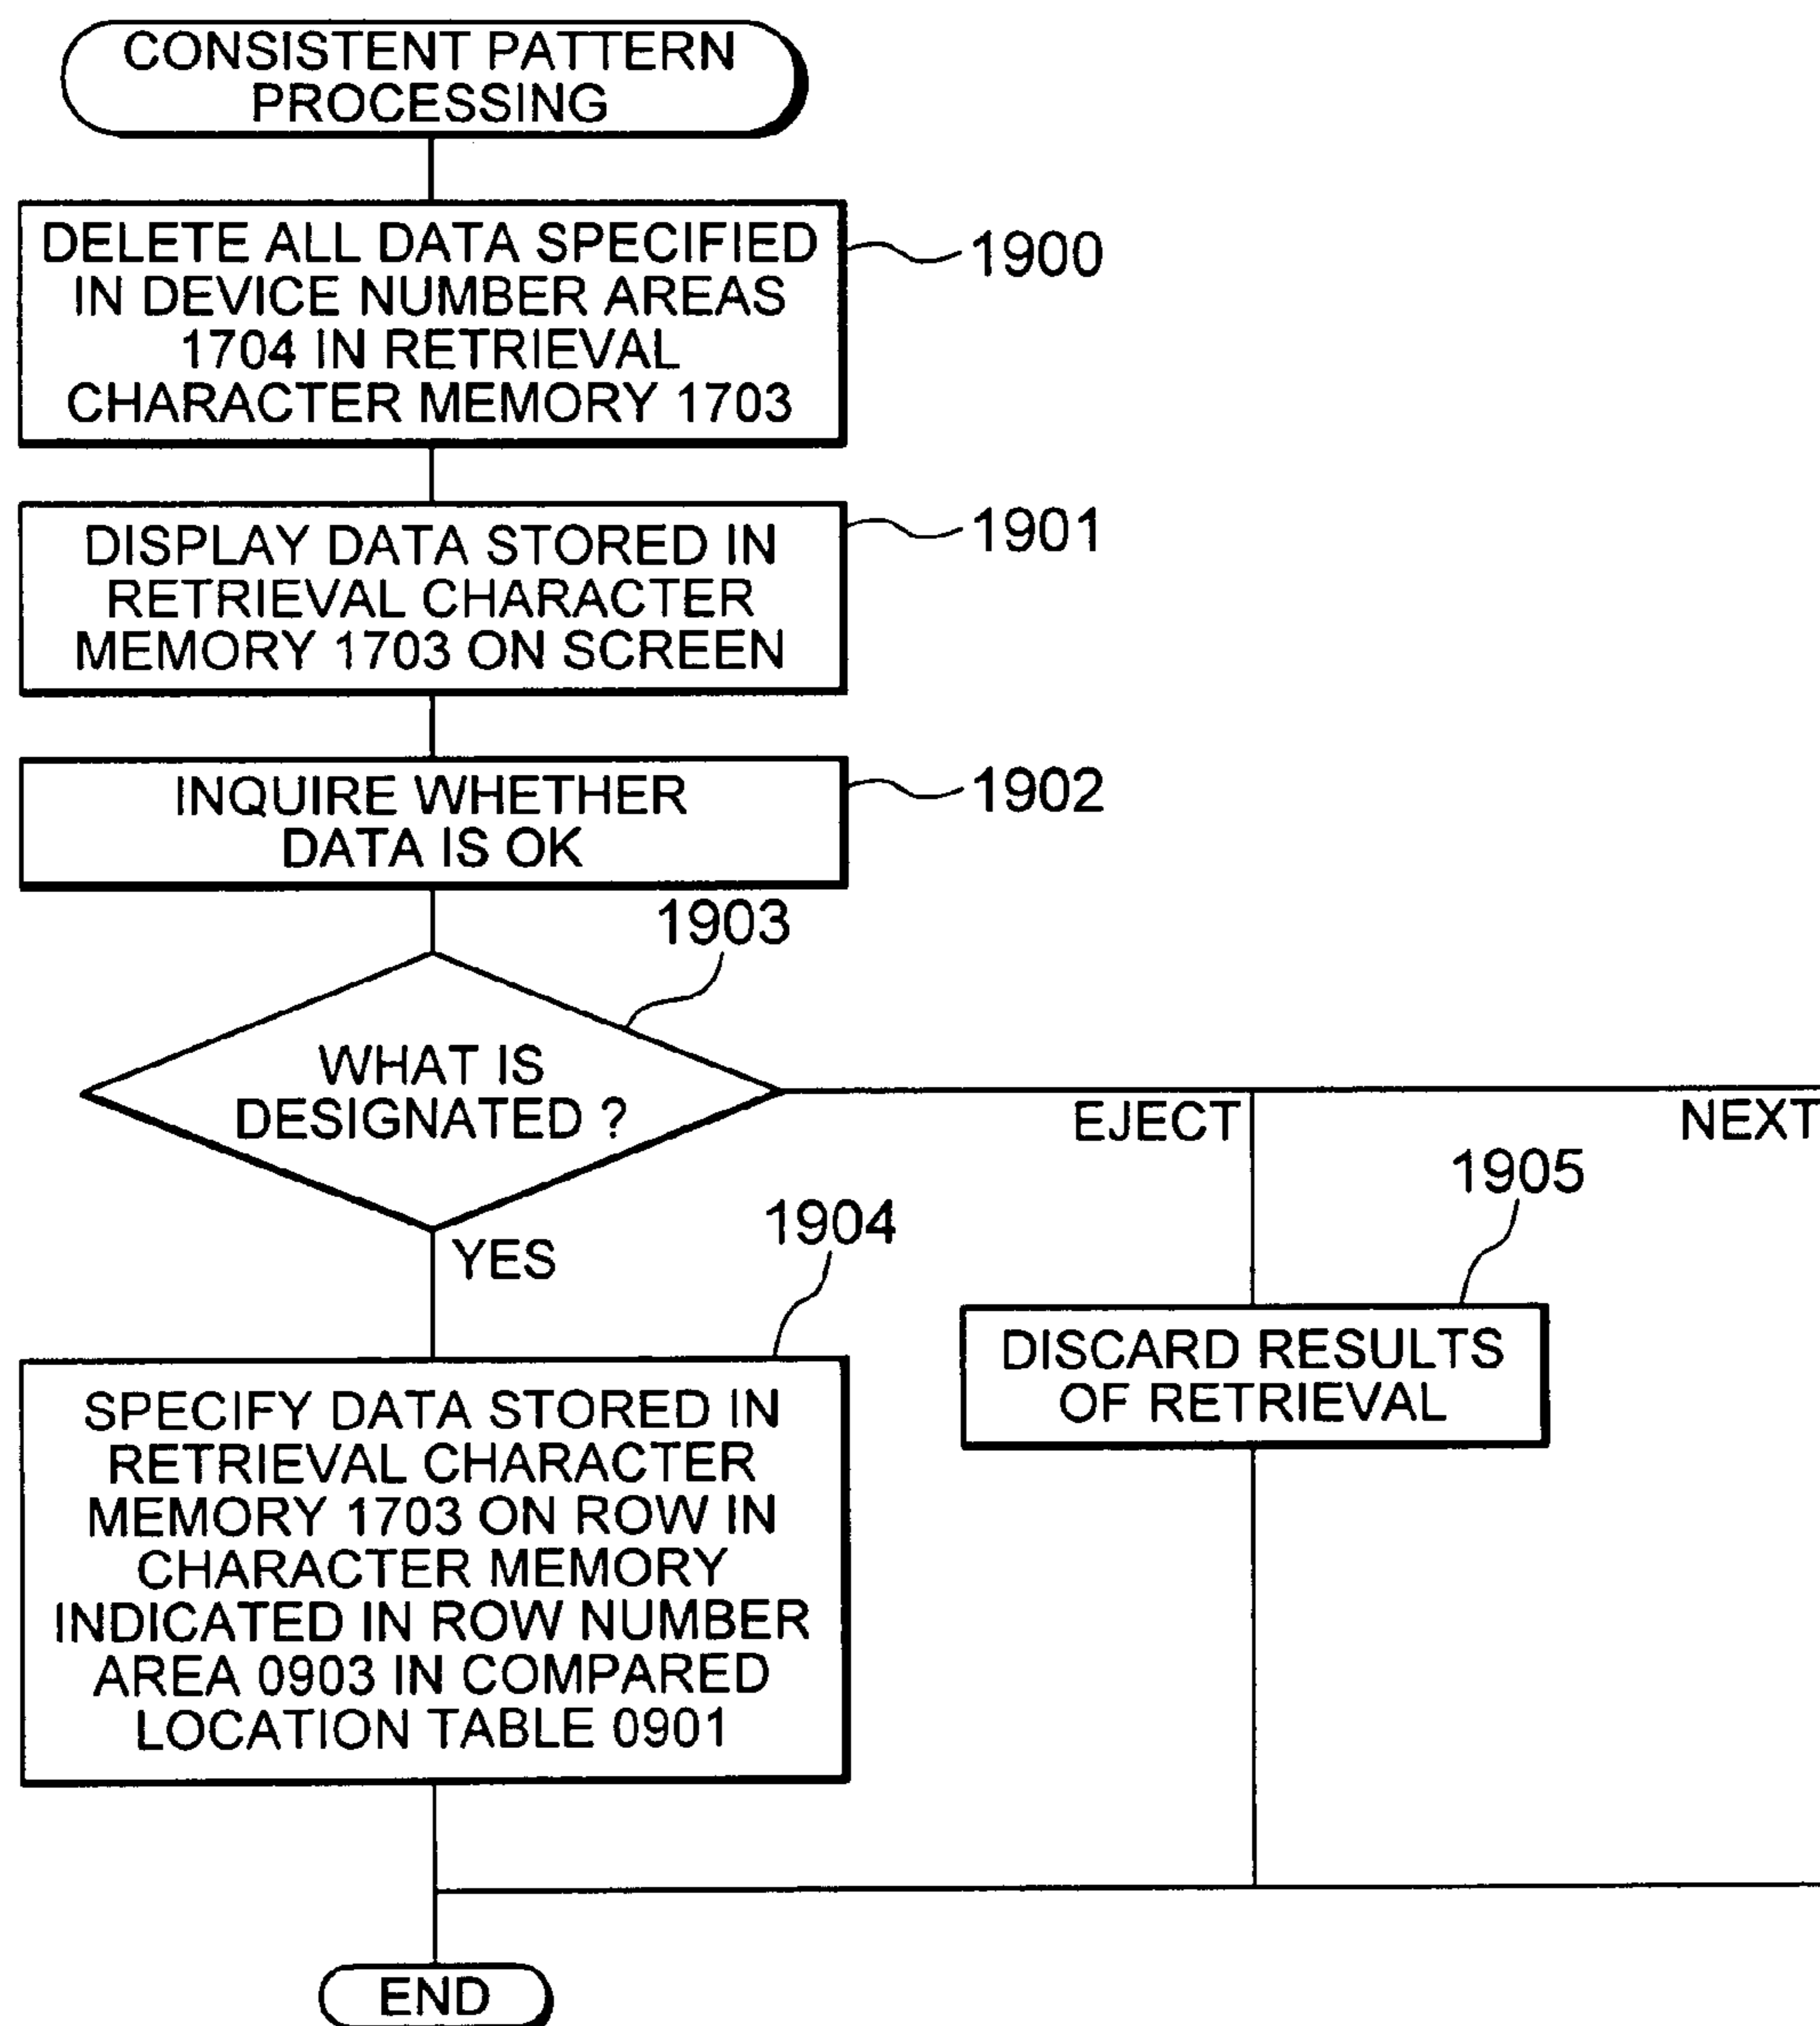 CONSISTENT PATTERN
PROCESSING
DELETE ALL DATA SPECIFIED
IN DEVICE NUMBER AREAS
1704 IN RETRIEVAL
CHARACTER MEMORY 1703
1900
DISPLAY DATA STORED IN
RETRIEVAL CHARACTER
MEMORY 1703 ON SCREEN
1901
INQUIRE WHETHER
DATA IS OK
1902
1903
WHAT IS
DESIGNATED ?
EJECT
NEXT
YES
1904
1905
SPECIFY DATA STORED IN
RETRIEVAL CHARACTER
MEMORY 1703 ON ROW IN
CHARACTER MEMORY
INDICATED IN ROW NUMBER
AREA 0903 IN COMPARED
LOCATION TABLE 0901
DISCARD RESULTS
OF RETRIEVAL
END